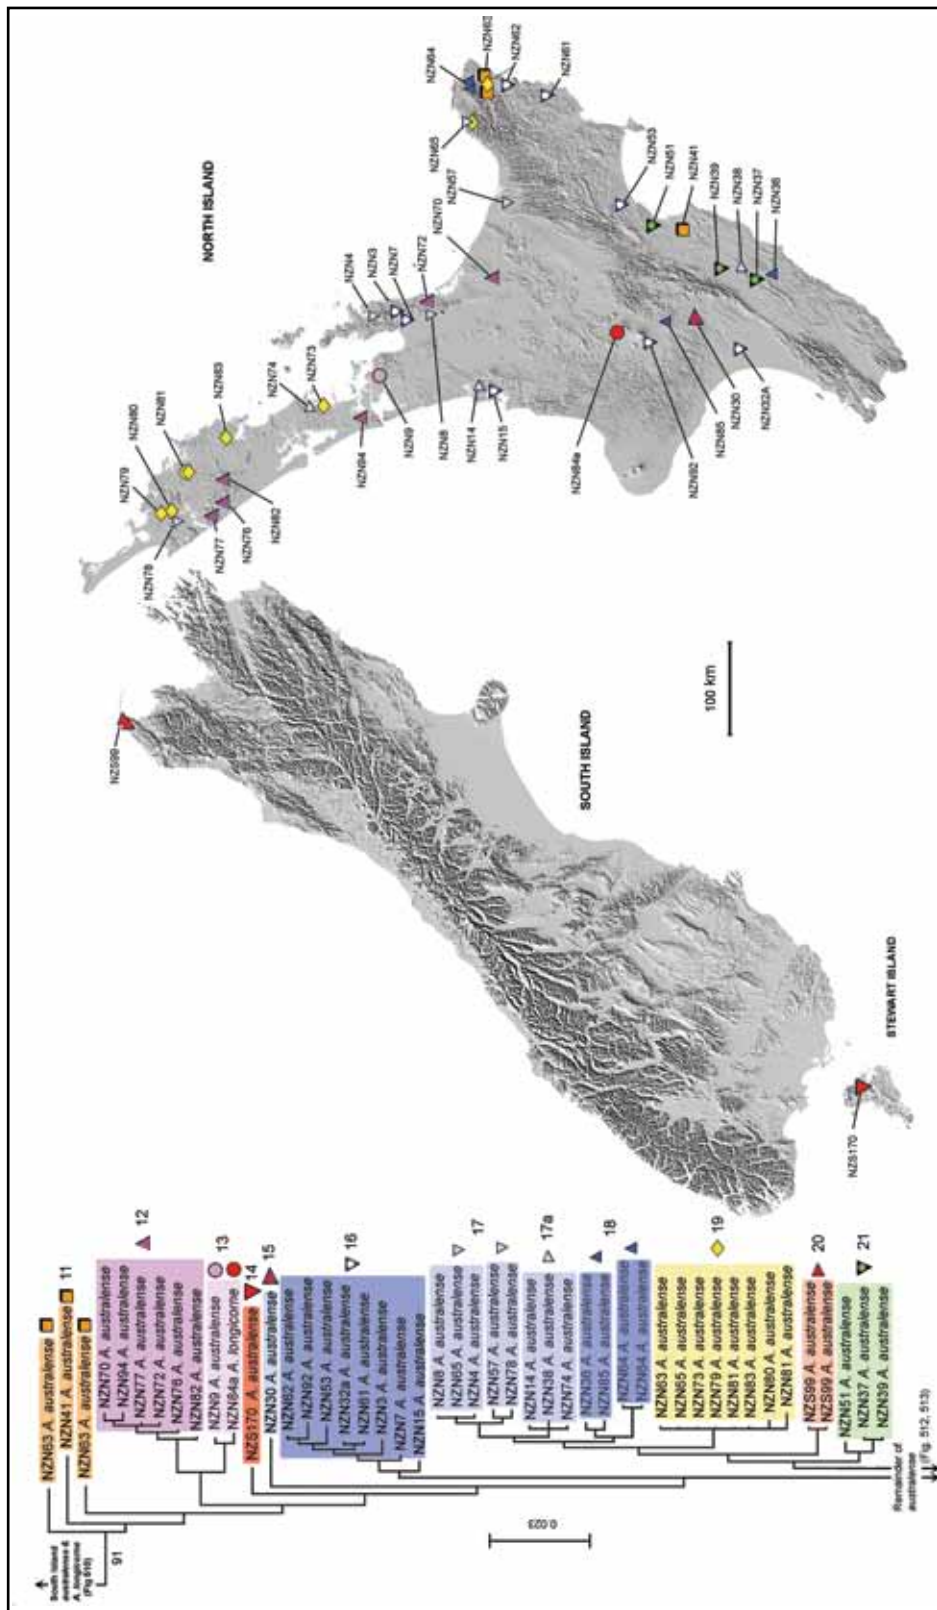 NORTH ISLAND
SOUTH ISLAND
STEWART ISLAND
100 km
NZN79
NZN80
NZN81
NZN83
NZN78
NZN77
NZN76
NZN82
NZN74
NZN73
NZN94
NZN9
NZN4
NZN3
NZN7
NZN72
NZN8
NZN70
NZN57
NZN65
NZN64
NZN63
NZN62
NZN61
NZN14
NZN15
NZN84a
NZN92
NZN85
NZN30
NZN32A
NZN53
NZN51
NZN41
NZN39
NZN38
NZN37
NZN36
NZS99
NZS170
South Island
australense &
A. longicorne
91
0.023
NZN63 A. australense
NZN41 A. australense 11
NZN63 A. australense
NZN70 A. australense
NZN94 A. australense
NZN77 A. australense 12
NZN72 A. australense
NZN76 A. australense
NZN82 A. australense
NZN9 A. australense 13
NZN84a A. longicorne
NZS170 A. australense 14
NZN30 A. australense 15
NZN62 A. australense
NZN92 A. australense
NZN53 A. australense
NZN32a A. australense 16
NZN61 A. australense
NZN3 A. australense
NZN7 A. australense
NZN15 A. australense
NZN8 A. australense
NZN65 A. australense 17
NZN4 A. australense
NZN57 A. australense
NZN78 A. australense
NZN14 A. australense
NZN38 A. australense 17a
NZN74 A. australense
NZN36 A. australense
NZN85 A. australense 18
NZN64 A. australense
NZN64 A. australense
NZN63 A. australense
NZN65 A. australense
NZN73 A. australense
NZN79 A. australense 19
NZN81 A. australense
NZN83 A. australense
NZN80 A. australense
NZN81 A. australense
NZS99 A. australense 20
NZS99 A. australense
NZN51 A. australense
NZN37 A. australense 21
NZN39 A. australense
Remainder of
australense
(Fig. 512, 513)